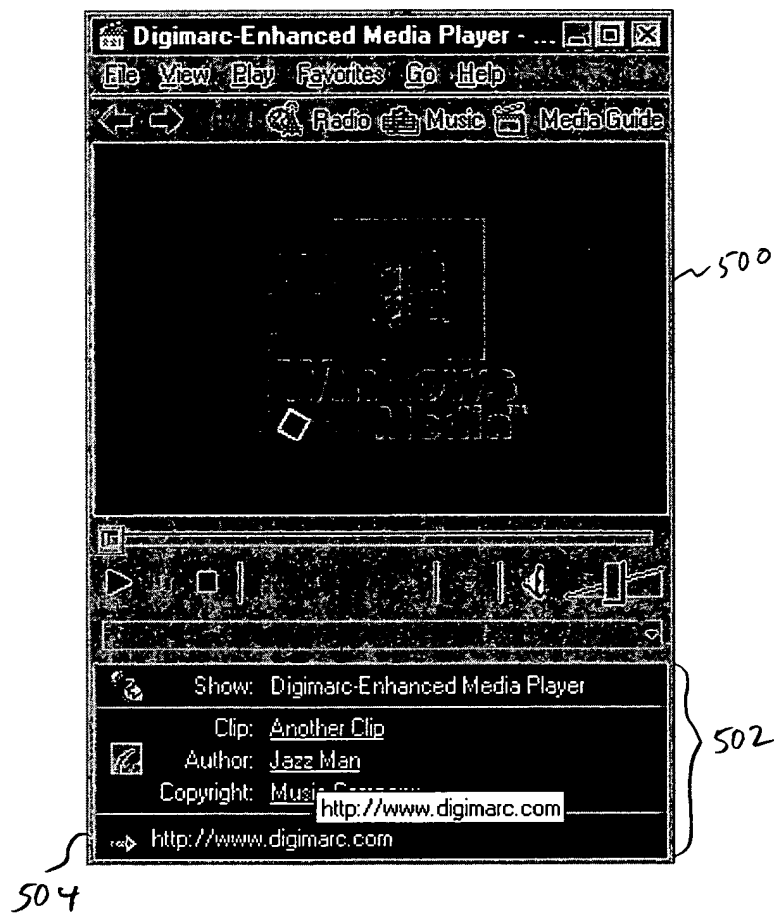 Digimarc-Enhanced Media Player - ...
File View Play Favorites Go Help
Radio Music Media Guide
500
Show: Digimarc-Enhanced Media Player
Clip: Another Clip
Author: Jazz Man
Copyright: Music
http://www.digimarc.com
http://www.digimarc.com
502
504